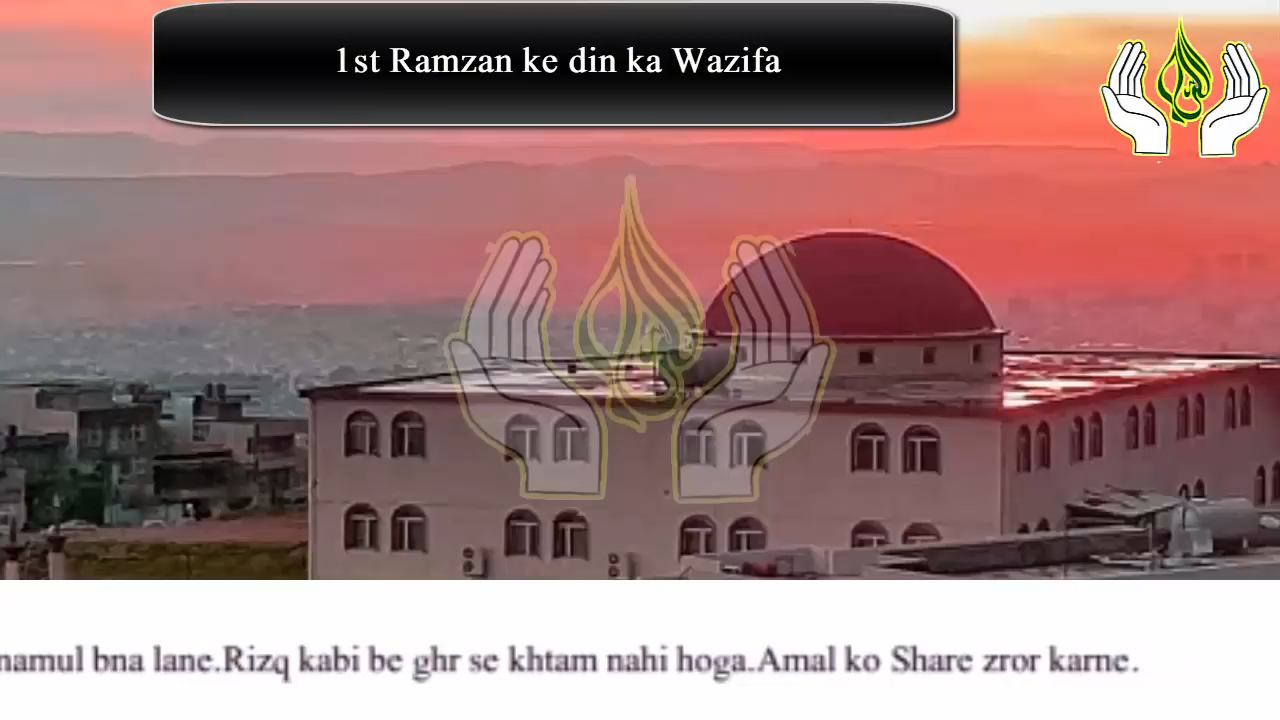 1st Ramzan ke din ka Wazifa
mamul bna lane.Rizq kabi be ghr se khtam nahi hoga.Amal ko Share zror karne.